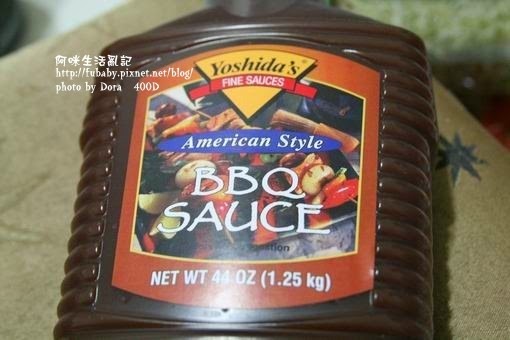 阿咪生活亂記
http://fubaby.pixnet.net/blog/
photo by Dora 400D
Yoshida's®
FINE SAUCES
American Style
BBQ
SAUCE
NET WT 44 OZ (1.25 kg)